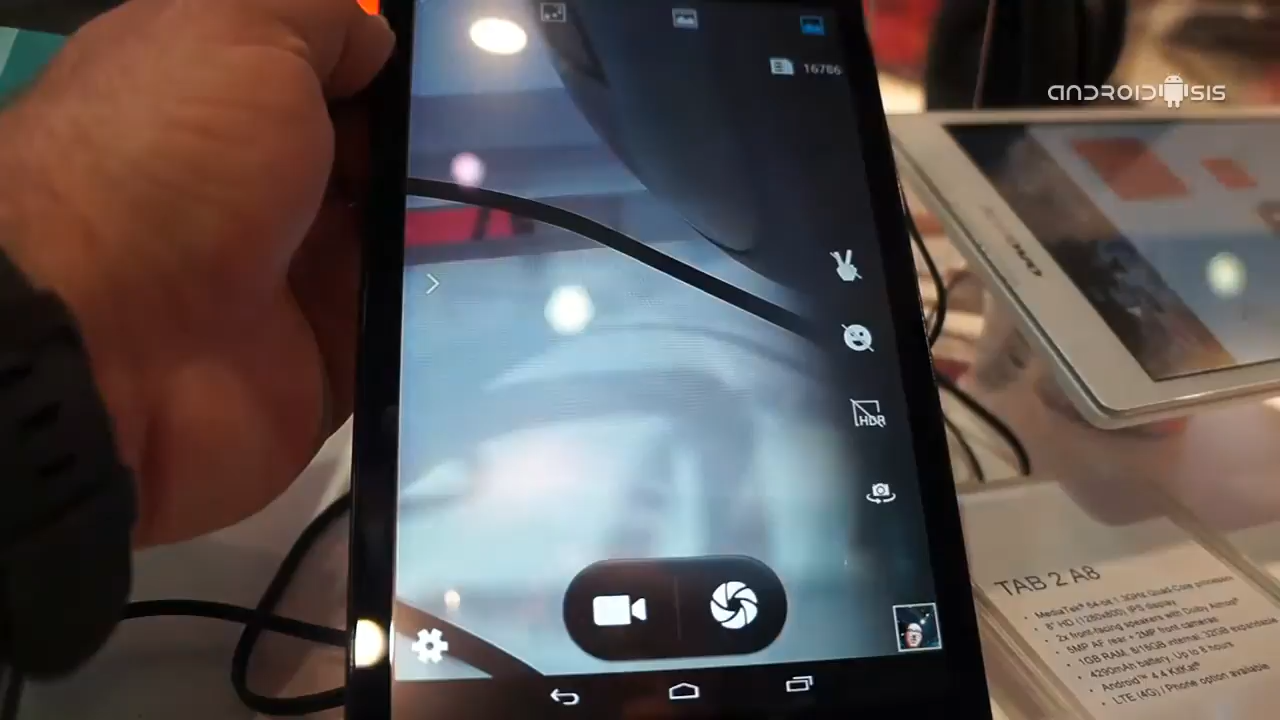 16786
ANDROIDSIS
lenovo
HDR
TAB 2 A8
• MediaTek® 64-bit 1.3GHz Quad-Core processor
• 8" HD (1280x800) IPS display
• 2x front-facing speakers with Dolby Atmos®
• 5MP AF rear + 2MP front cameras
• 1GB RAM, 8/16GB internal, 32GB expandable
• 4290mAh battery, Up to 8 hours
• Android™ 4.4 KitKat®
• LTE (4G) / Phone option available